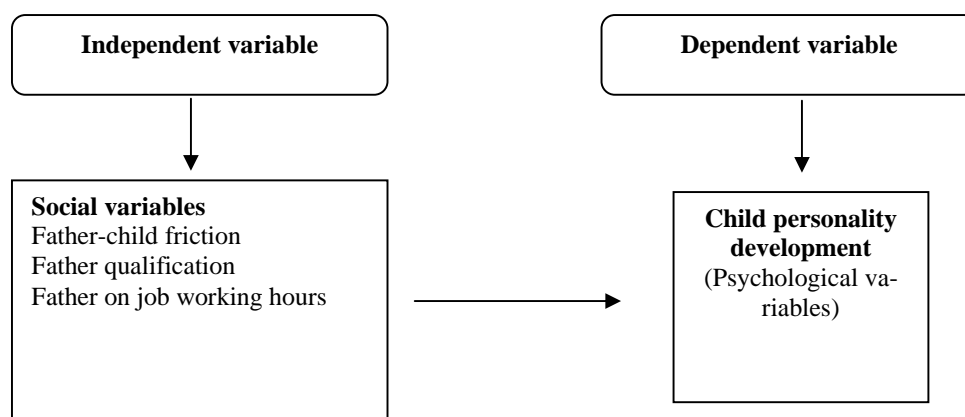 Independent variable
Dependent variable
Social variables
Father-child friction
Father qualification
Father on job working hours
Child personality
development
(Psychological va-
riables)